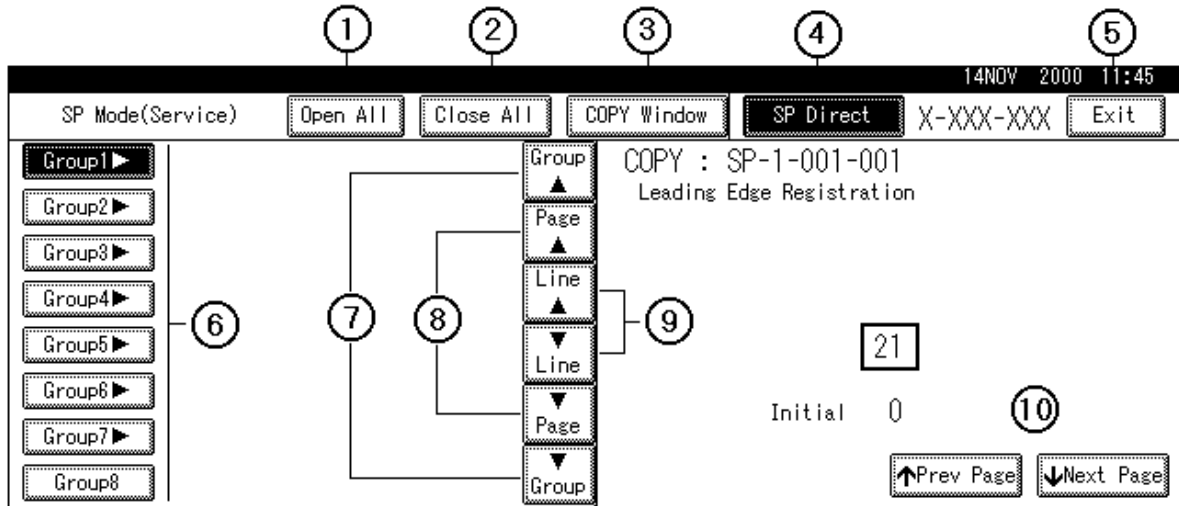 1 2 3 4 5
14NOV 2000 11:45
SP Mode(Service) Open All Close All COPY Window SP Direct X-XXX-XXX Exit
Group1▶ Group ▲ COPY : SP-1-001-001
Leading Edge Registration
Group2▶ Page ▲
Group3▶ Line ▲
Group4▶
6 7 8 9
Group5▶ ▼ Line 21
Group6▶ ▼ Page Initial 0 10
Group7▶ ▼ Group
Group8 ↑Prev Page ↓Next Page